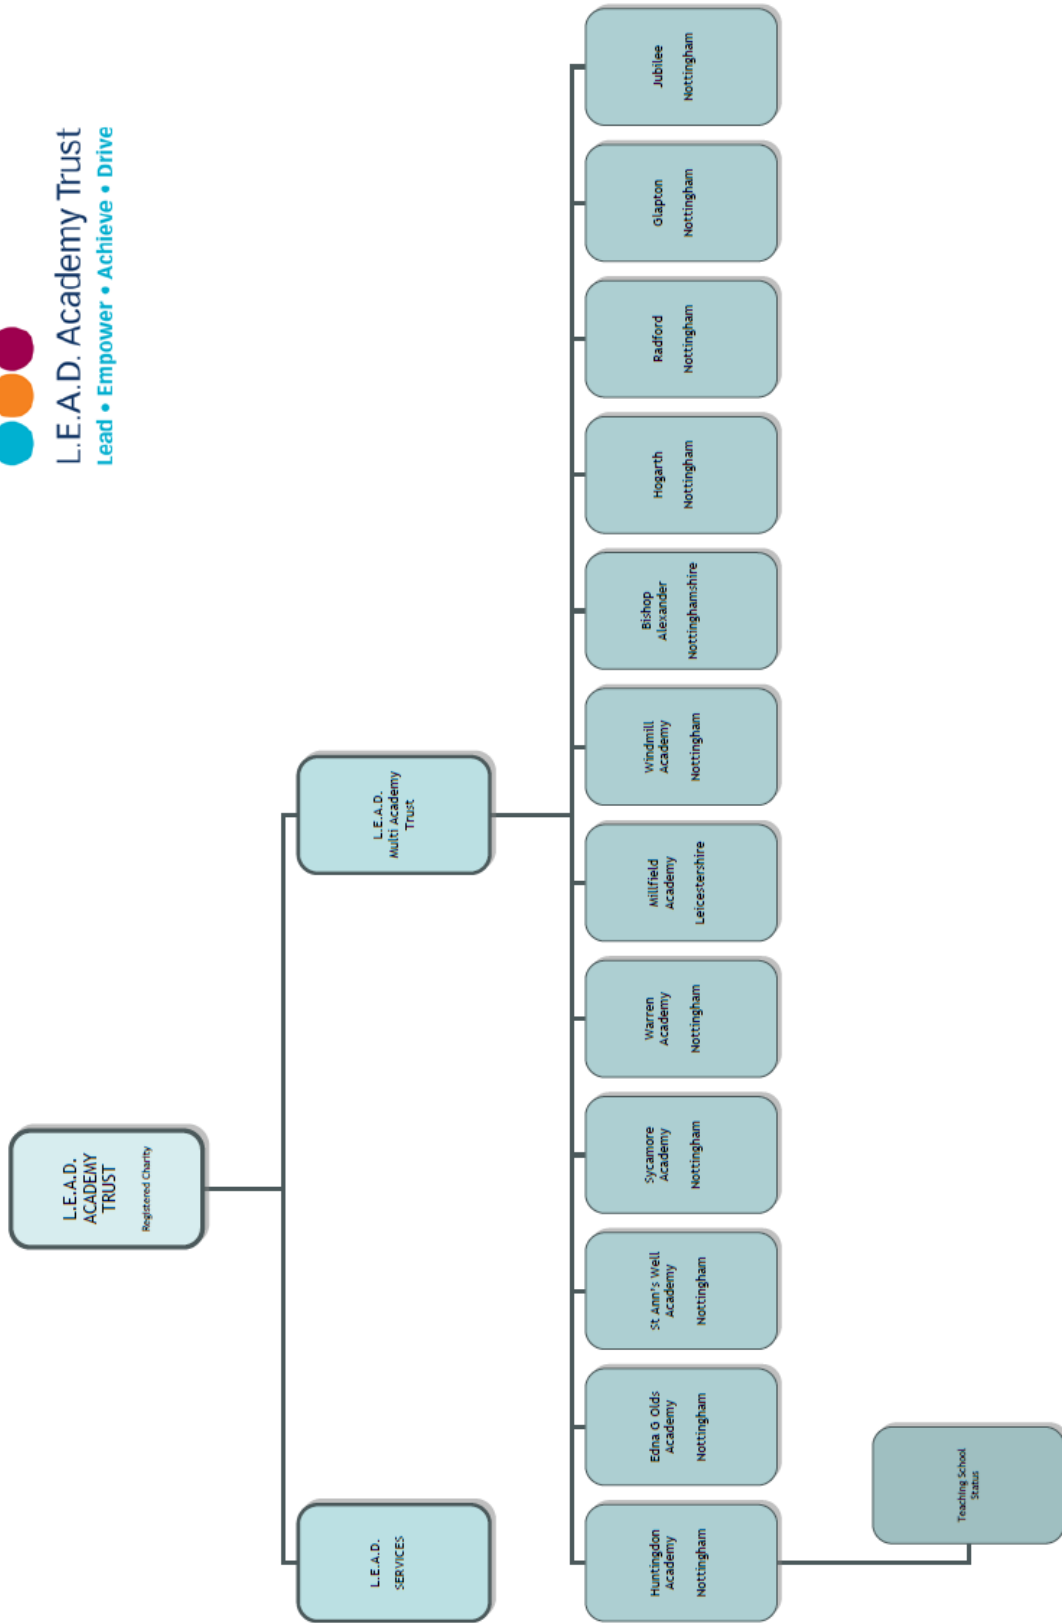 L.E.A.D. Academy Trust
Lead • Empower • Achieve • Drive
L.E.A.D.
ACADEMY
TRUST
Registered Charity
L.E.A.D.
SERVICES
L.E.A.D.
Multi Academy
Trust
Huntingdon
Academy
Nottingham
Edna G Olds
Academy
Nottingham
St Ann's Well
Academy
Nottingham
Sycamore
Academy
Nottingham
Warren
Academy
Nottingham
Millfield
Academy
Leicestershire
Windmill
Academy
Nottingham
Bishop
Alexander
Nottinghamshire
Hogarth
Nottingham
Radford
Nottingham
Glapton
Nottingham
Jubilee
Nottingham
Teaching School
Status